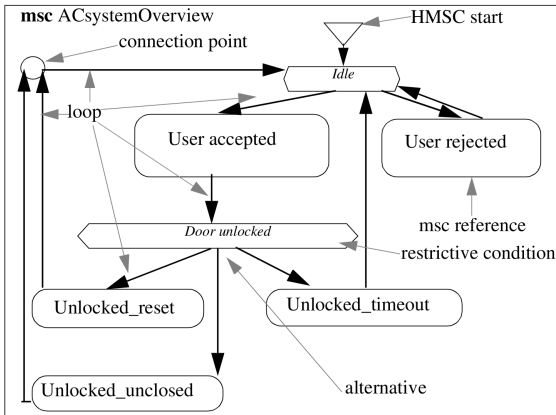 msc ACsystemOverview
HMSC start
connection point
Idle
loop
User accepted
User rejected
msc reference
Door unlocked
restrictive condition
Unlocked_reset
Unlocked_timeout
Unlocked_unclosed
alternative